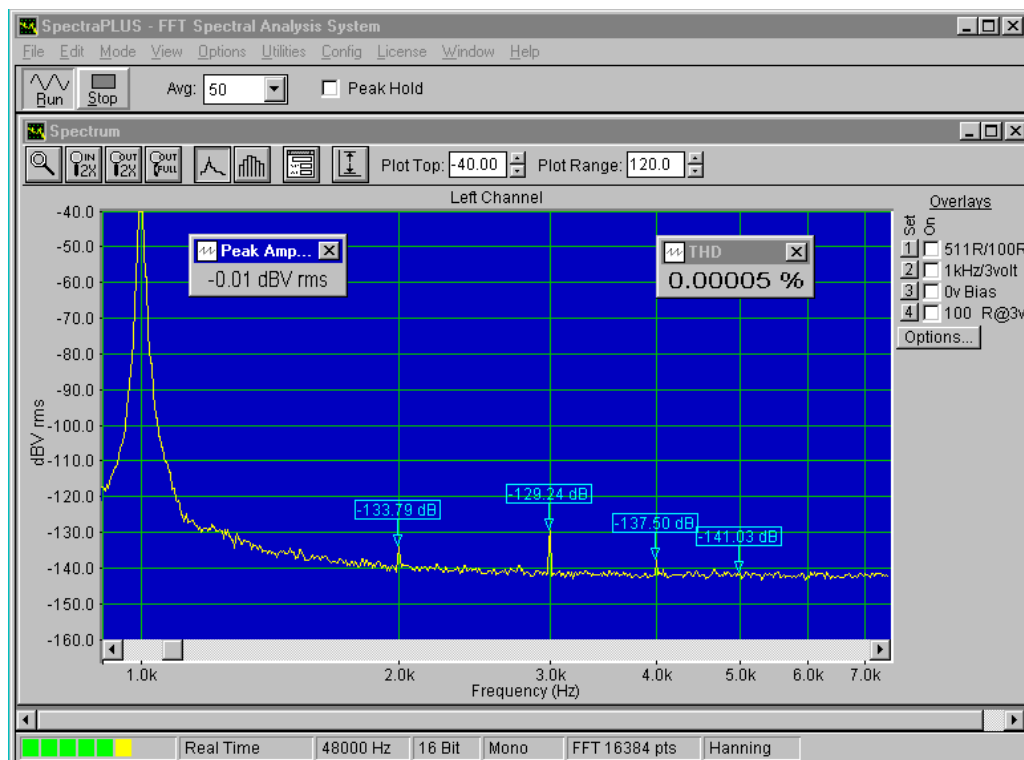 SpectraPLUS - FFT Spectral Analysis System
File Edit Mode View Options Utilities Config License Window Help
Run Stop Avg: 50 Peak Hold
Spectrum
IN 2X OUT 2X OUT FULL Plot Top: -40.00 Plot Range: 120.0
Left Channel
Overlays
Set On
1 511R/100R
2 1kHz/3volt
3 0v Bias
4 100 R@3v
Options...
Peak Amp...
-0.01 dBV rms
THD
0.00005 %
dBV rms
-40.0
-50.0
-60.0
-70.0
-80.0
-90.0
-100.0
-110.0
-120.0
-130.0
-140.0
-150.0
-160.0
-133.79 dB
-129.24 dB
-137.50 dB
-141.03 dB
1.0k 2.0k 3.0k 4.0k 5.0k 6.0k 7.0k
Frequency (Hz)
Real Time 48000 Hz 16 Bit Mono FFT 16384 pts Hanning